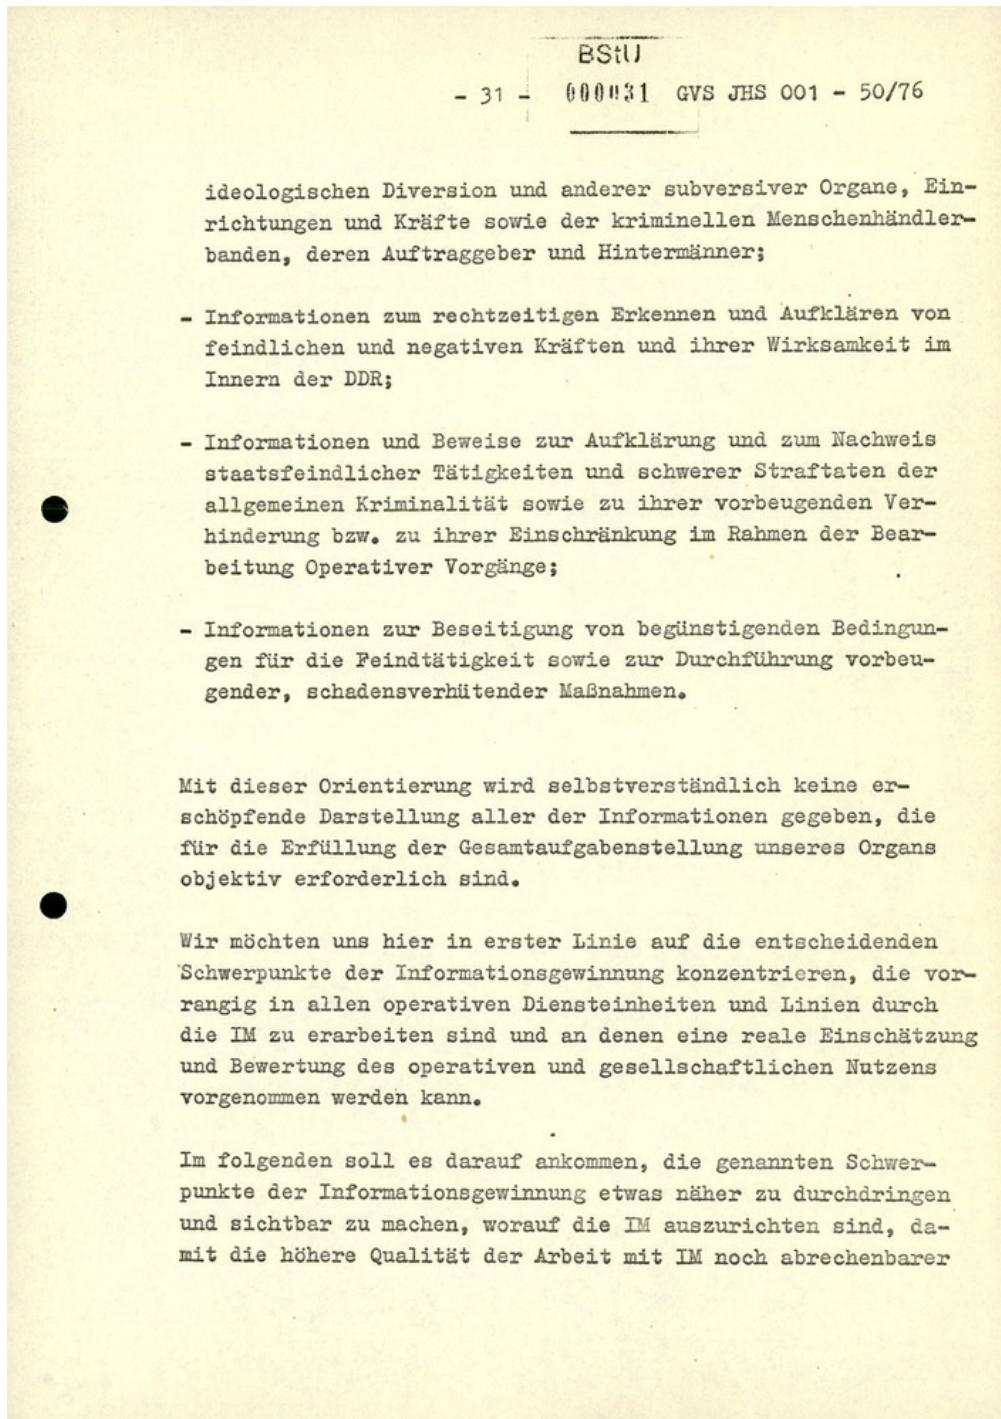 BStU
- 31 - 000031 GVS JHS 001 - 50/76
ideologischen Diversion und anderer subversiver Organe, Ein-
richtungen und Kräfte sowie der kriminellen Menschenhändler-
banden, deren Auftraggeber und Hintermänner;
- Informationen zum rechtzeitigen Erkennen und Aufklären von
feindlichen und negativen Kräften und ihrer Wirksamkeit im
Innern der DDR;
- Informationen und Beweise zur Aufklärung und zum Nachweis
staatsfeindlicher Tätigkeiten und schwerer Straftaten der
allgemeinen Kriminalität sowie zu ihrer vorbeugenden Ver-
hinderung bzw. zu ihrer Einschränkung im Rahmen der Bear-
beitung Operativer Vorgänge;
- Informationen zur Beseitigung von begünstigenden Bedingun-
gen für die Feindtätigkeit sowie zur Durchführung vorbeu-
gender, schadensverhütender Maßnahmen.
Mit dieser Orientierung wird selbstverständlich keine er-
schöpfende Darstellung aller der Informationen gegeben, die
für die Erfüllung der Gesamtaufgabenstellung unseres Organs
objektiv erforderlich sind.
Wir möchten uns hier in erster Linie auf die entscheidenden
Schwerpunkte der Informationsgewinnung konzentrieren, die vor-
rangig in allen operativen Diensteinheiten und Linien durch
die IM zu erarbeiten sind und an denen eine reale Einschätzung
und Bewertung des operativen und gesellschaftlichen Nutzens
vorgenommen werden kann.
Im folgenden soll es darauf ankommen, die genannten Schwer-
punkte der Informationsgewinnung etwas näher zu durchdringen
und sichtbar zu machen, worauf die IM auszurichten sind, da-
mit die höhere Qualität der Arbeit mit IM noch abrechenbarer